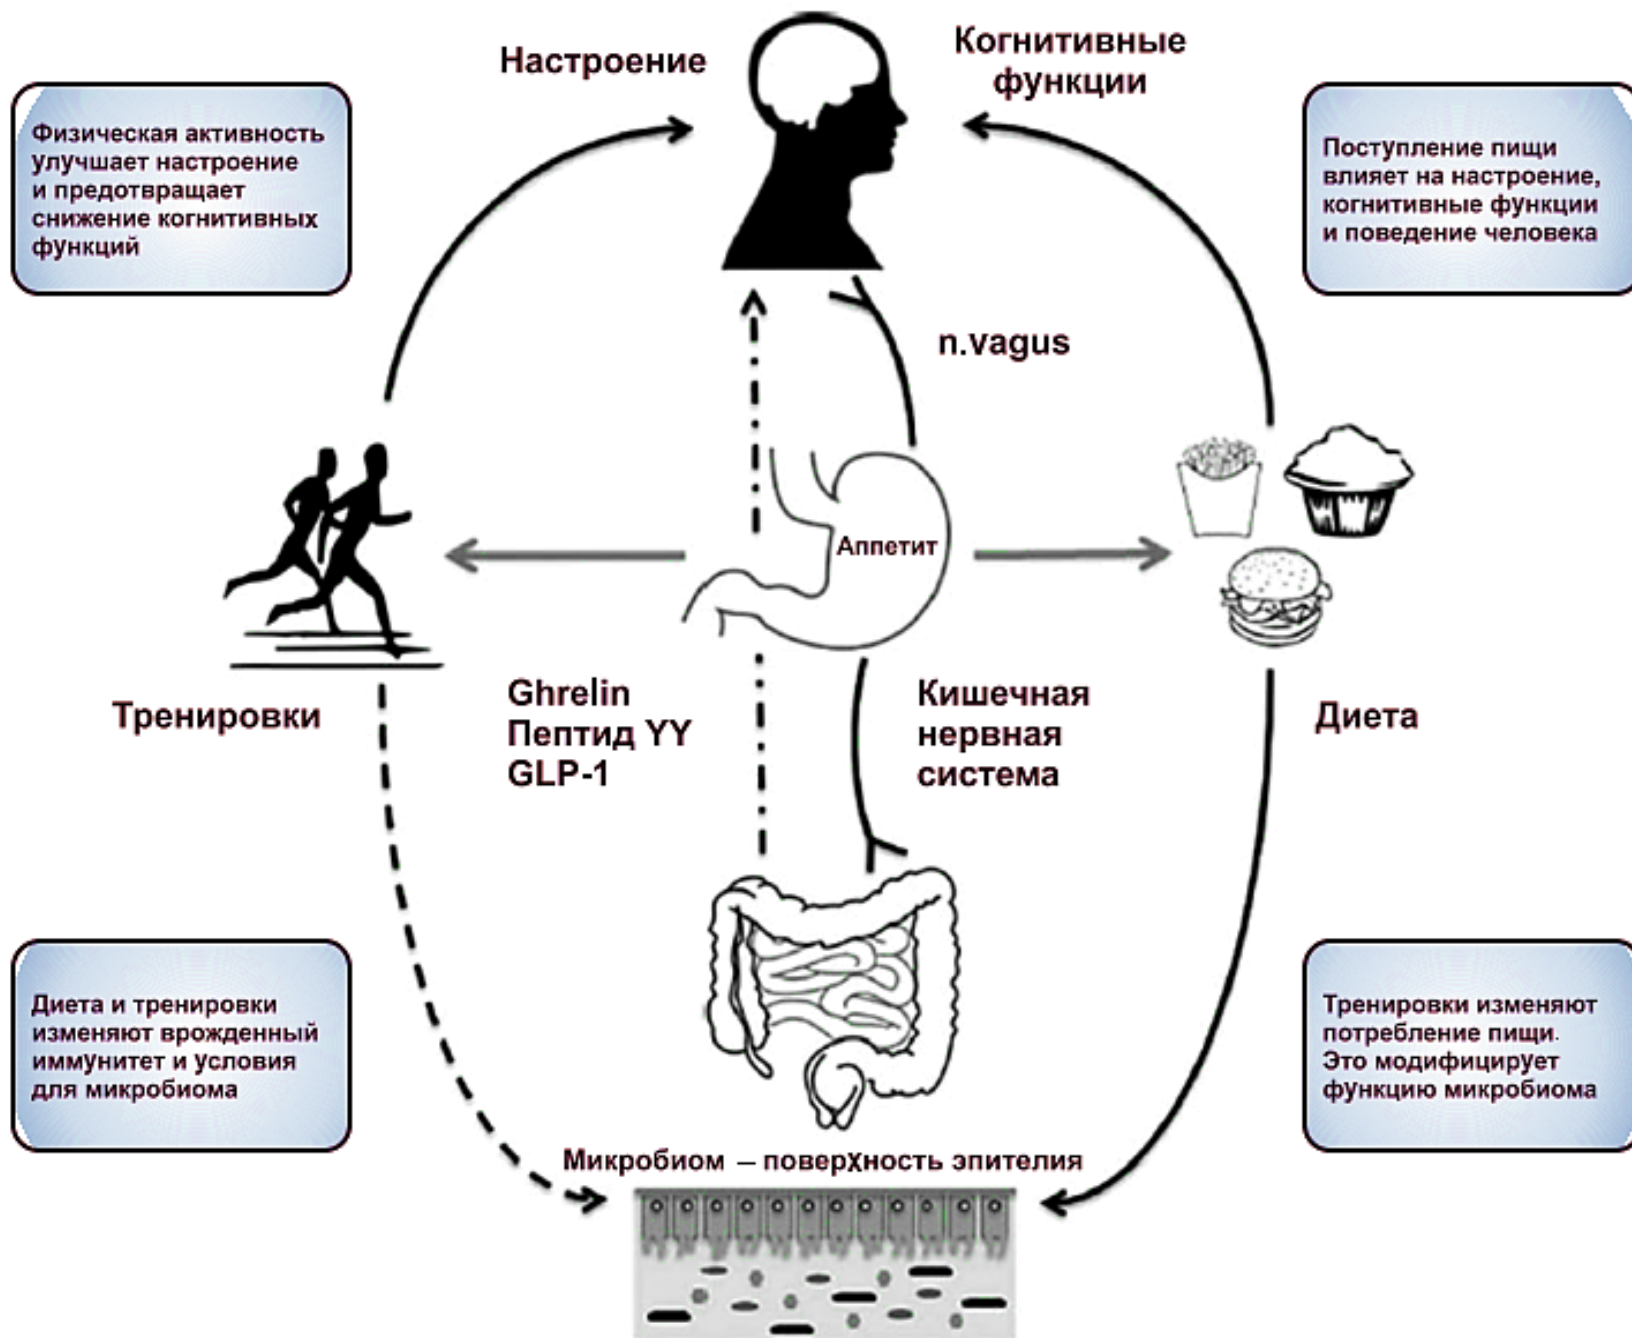 Настроение
Когнитивные
функции
Физическая активность
улучшает настроение
и предотвращает
снижение когнитивных
функций
Поступление пищи
влияет на настроение,
когнитивные функции
и поведение человека
n.vagus
Аппетит
Тренировки
Ghrelin
Пептид YY
GLP-1
Кишечная
нервная
система
Диета
Диета и тренировки
изменяют врожденный
иммунитет и условия
для микробиома
Тренировки изменяют
потребление пищи.
Это модифицирует
функцию микробиома
Микробиом – поверхность эпителия